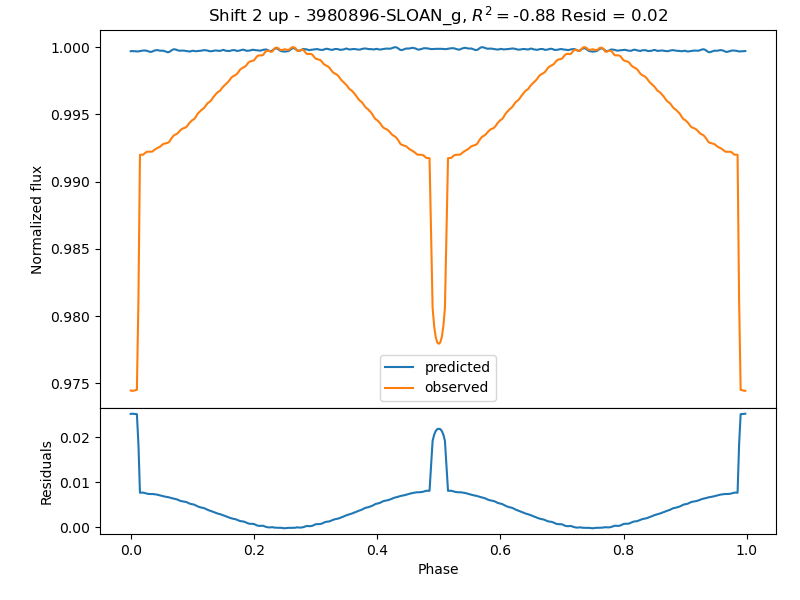 Shift 2 up - 3980896-SLOAN_g, R² = -0.88 Resid = 0.02
1.000
0.995
0.990
0.985
0.980
0.975
Normalized flux
predicted
observed
0.02
0.01
0.00
Residuals
0.0 0.2 0.4 0.6 0.8 1.0
Phase